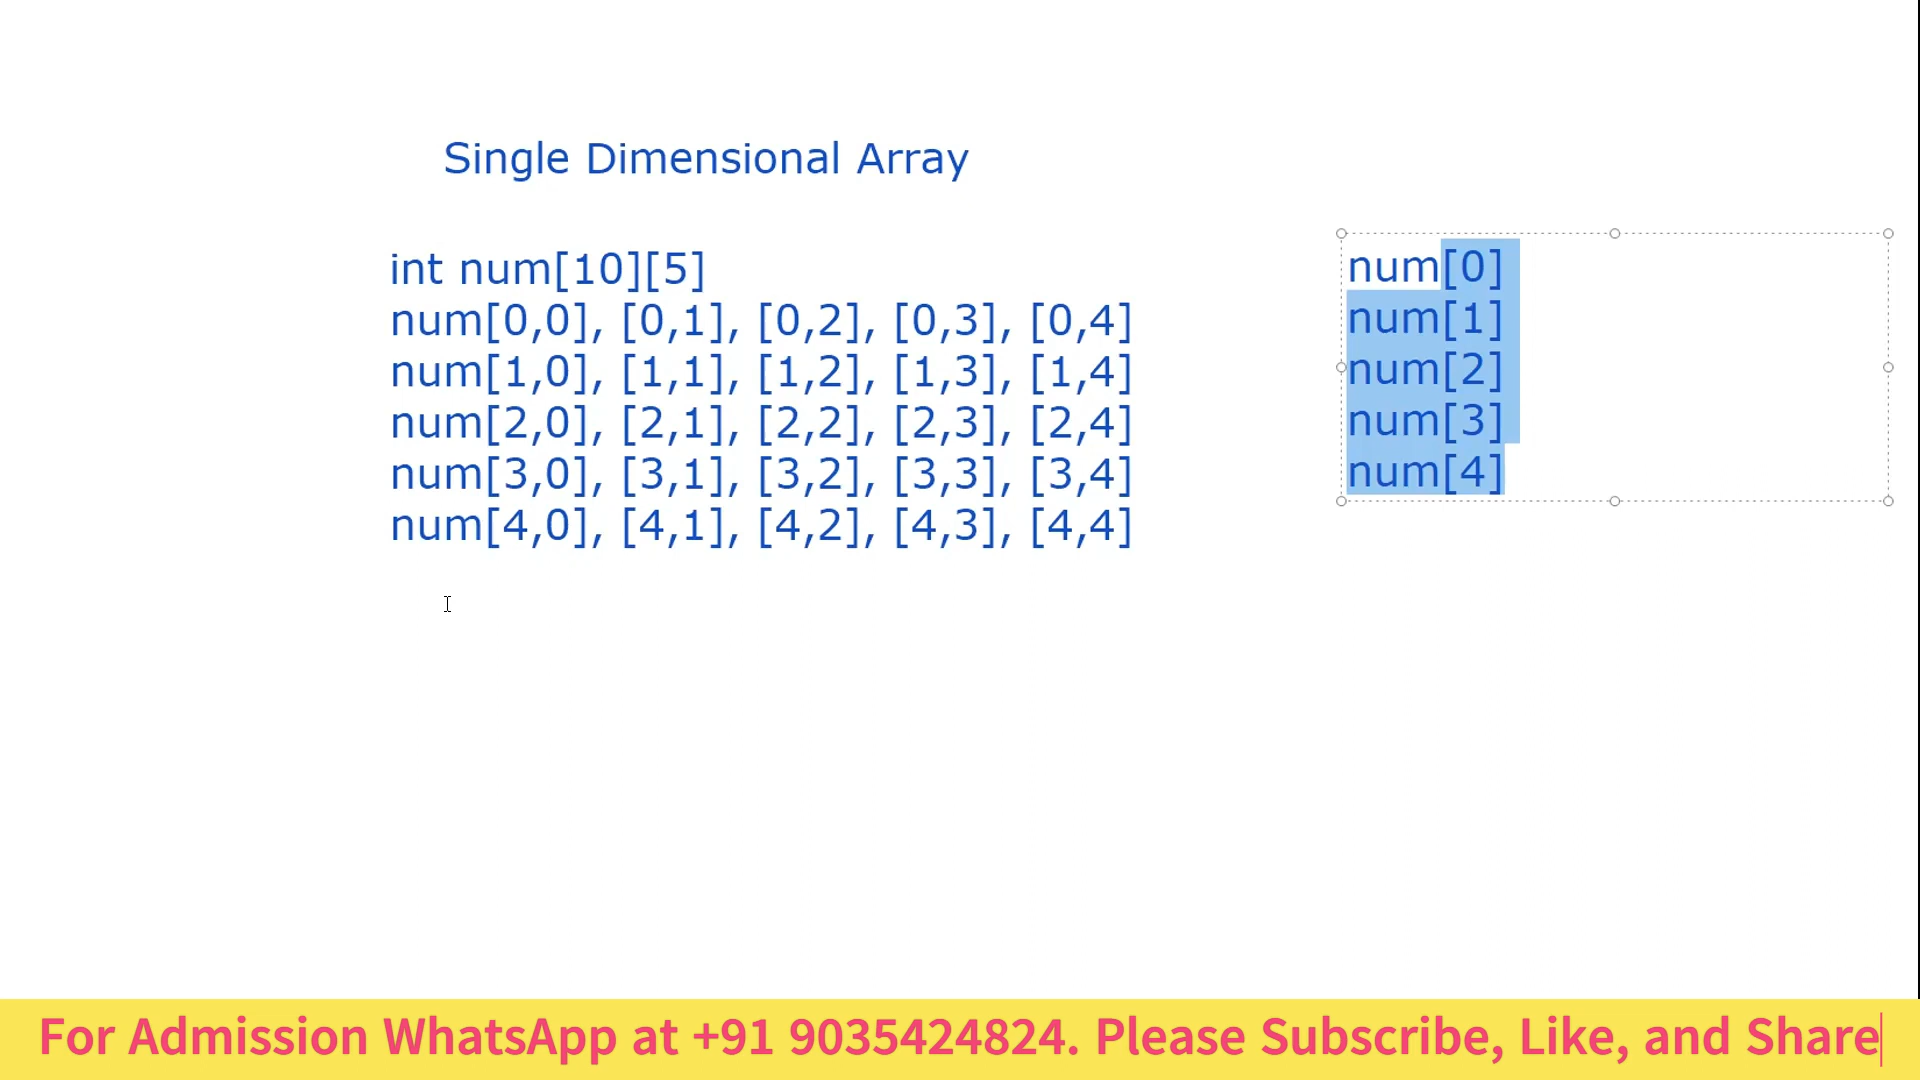 Single Dimensional Array
int num[10][5]
num[0,0], [0,1], [0,2], [0,3], [0,4]
num[1,0], [1,1], [1,2], [1,3], [1,4]
num[2,0], [2,1], [2,2], [2,3], [2,4]
num[3,0], [3,1], [3,2], [3,3], [3,4]
num[4,0], [4,1], [4,2], [4,3], [4,4]
num[0]
num[1]
num[2]
num[3]
num[4]
For Admission WhatsApp at +91 9035424824. Please Subscribe, Like, and Share